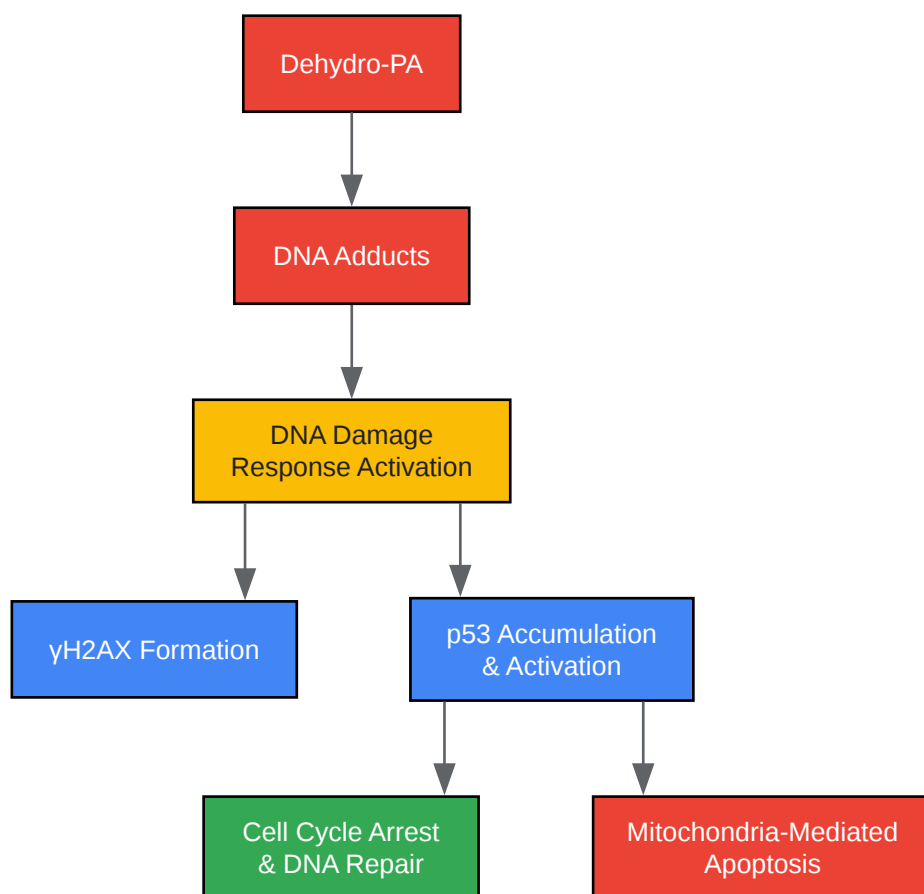 Dehydro-PA
DNA Adducts
DNA Damage
Response Activation
γH2AX Formation
p53 Accumulation
& Activation
Cell Cycle Arrest
& DNA Repair
Mitochondria-Mediated
Apoptosis